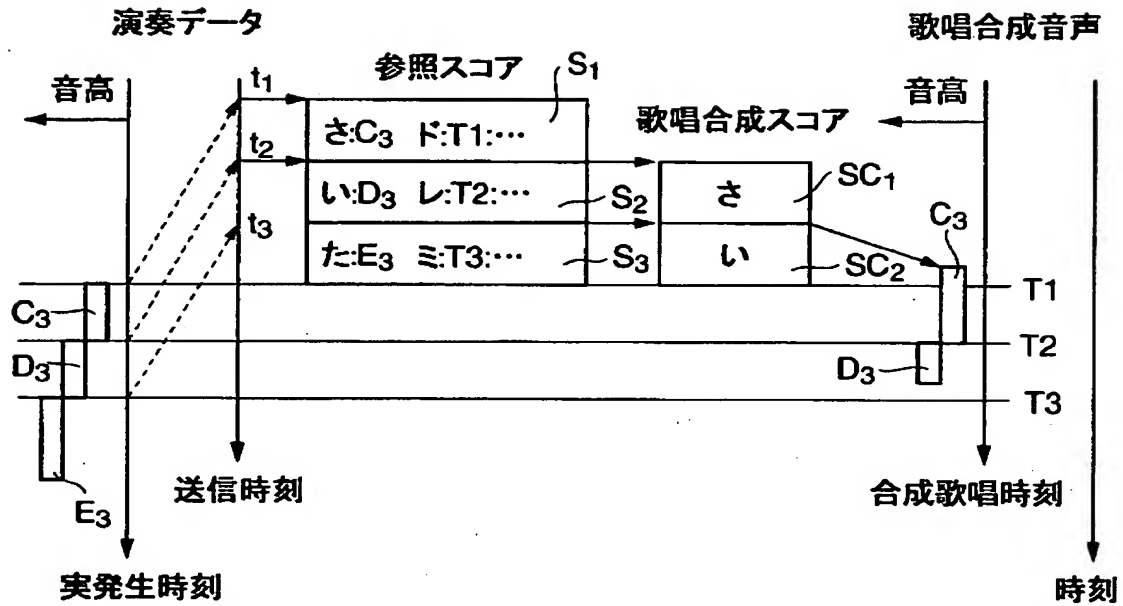 演奏データ
歌唱合成音声
参照スコア
S1
音高
t1
音高
さ:C3 ド:T1:…
歌唱合成スコア
t2
い:D3 レ:T2:…
S2
さ
SC1
t3
た:E3 ミ:T3:…
S3
い
SC2
C3
T1
C3
T2
D3
D3
T3
E3
送信時刻
合成歌唱時刻
実発生時刻
時刻